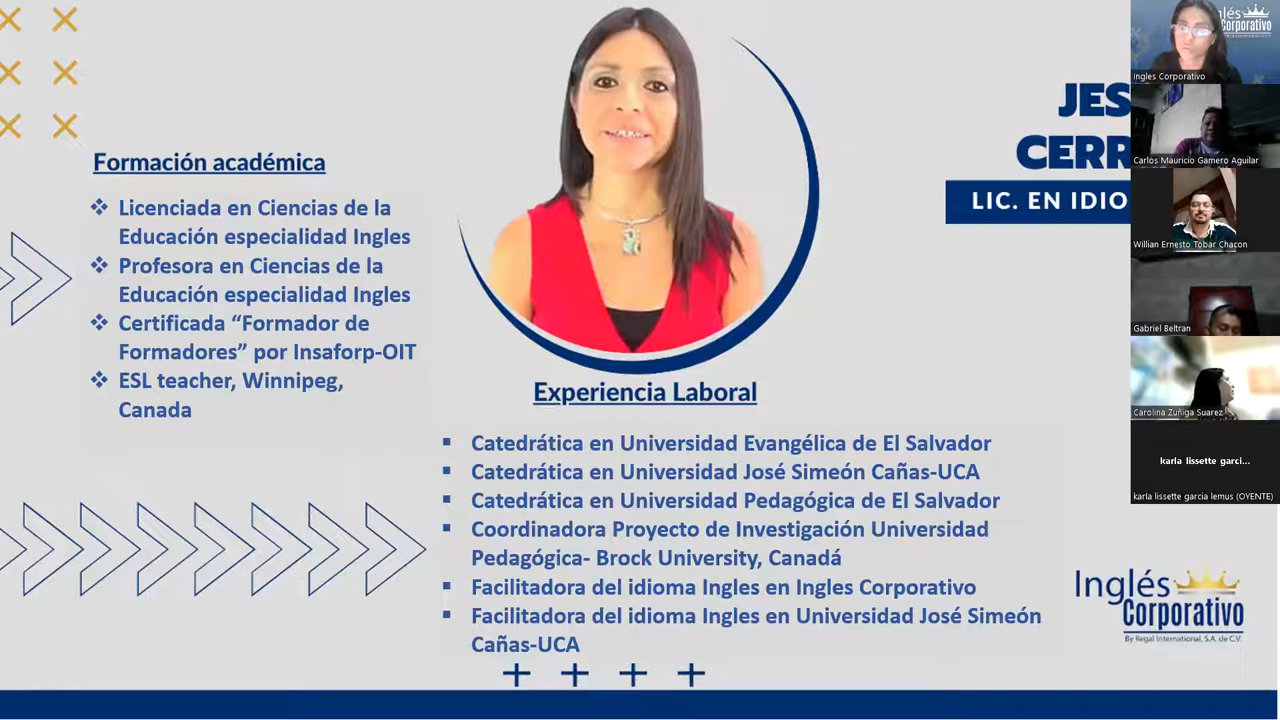 Formación académica
❖ Licenciada en Ciencias de la
Educación especialidad Ingles
❖ Profesora en Ciencias de la
Educación especialidad Ingles
❖ Certificada “Formador de
Formadores” por Insaforp-OIT
❖ ESL teacher, Winnipeg,
Canada
JES
CERR
LIC. EN IDIO
Experiencia Laboral
▪ Catedrática en Universidad Evangélica de El Salvador
▪ Catedrática en Universidad José Simeón Cañas-UCA
▪ Catedrática en Universidad Pedagógica de El Salvador
▪ Coordinadora Proyecto de Investigación Universidad
Pedagógica- Brock University, Canadá
▪ Facilitadora del idioma Ingles en Ingles Corporativo
▪ Facilitadora del idioma Ingles en Universidad José Simeón
Cañas-UCA
Inglés
Corporativo
By Regal International, S.A. de C.V.
lés
Corporativo
Ingles Corporativo
Carlos Mauricio Gamero Aguilar
Willian Ernesto Tobar Chacon
Gabriel Beltran
Carolina Zuñiga Suarez
karla lissette garci...
karla lissette garcia lemus (OYENTE)